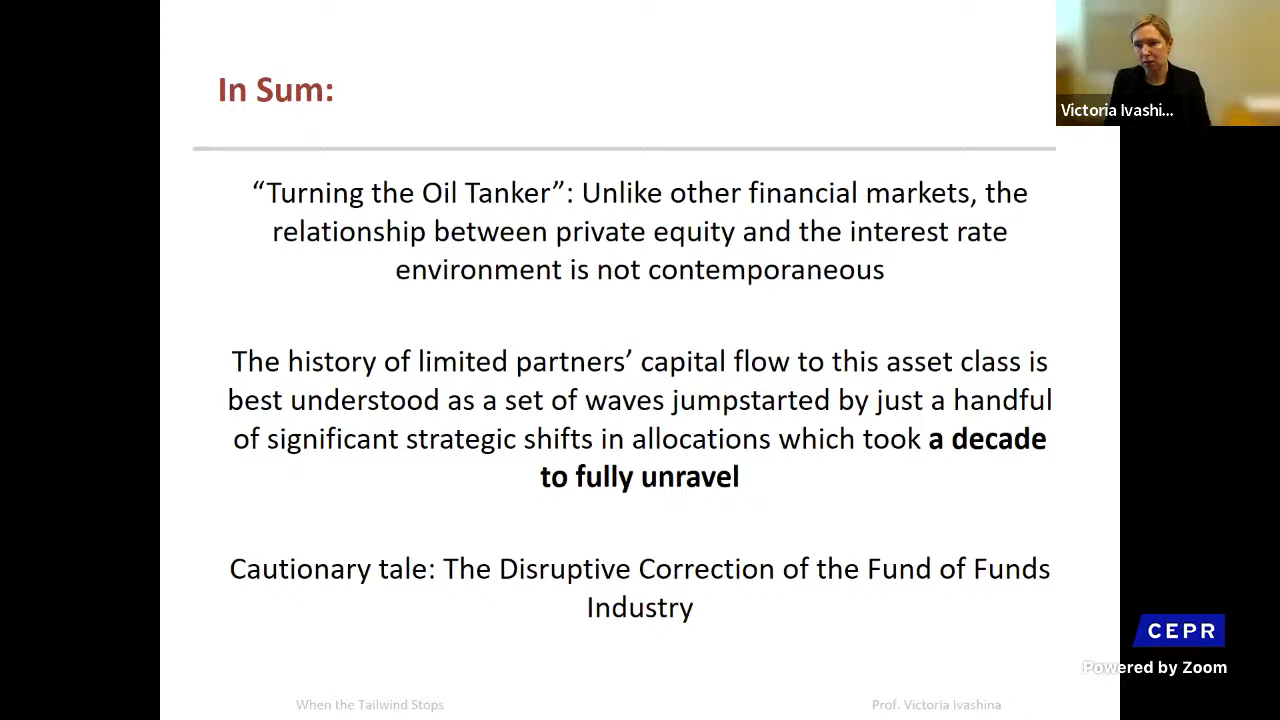 In Sum:
Victoria Ivashi...
“Turning the Oil Tanker”: Unlike other financial markets, the
relationship between private equity and the interest rate
environment is not contemporaneous
The history of limited partners’ capital flow to this asset class is
best understood as a set of waves jumpstarted by just a handful
of significant strategic shifts in allocations which took a decade
to fully unravel
Cautionary tale: The Disruptive Correction of the Fund of Funds
Industry
CEPR
Powered by Zoom
When the Tailwind Stops
Prof. Victoria Ivashina